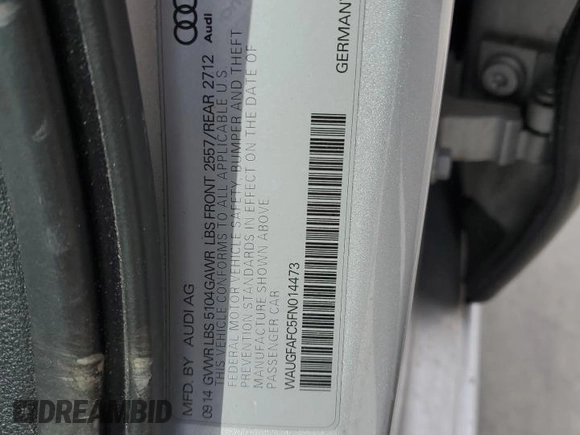 Audi
GERMANY
MFD. BY AUDI AG
09 14 GVWR LBS 5104 GAWR LBS FRONT 2557/REAR 2712
THIS VEHICLE CONFORMS TO ALL APPLICABLE U S
FEDERAL MOTOR VEHICLE SAFETY, BUMPER AND THEFT
PREVENTION STANDARDS IN EFFECT ON THE DATE OF
MANUFACTURE SHOWN ABOVE.
PASSENGER CAR
WAUGFAFC5FN014473
DREAMBID